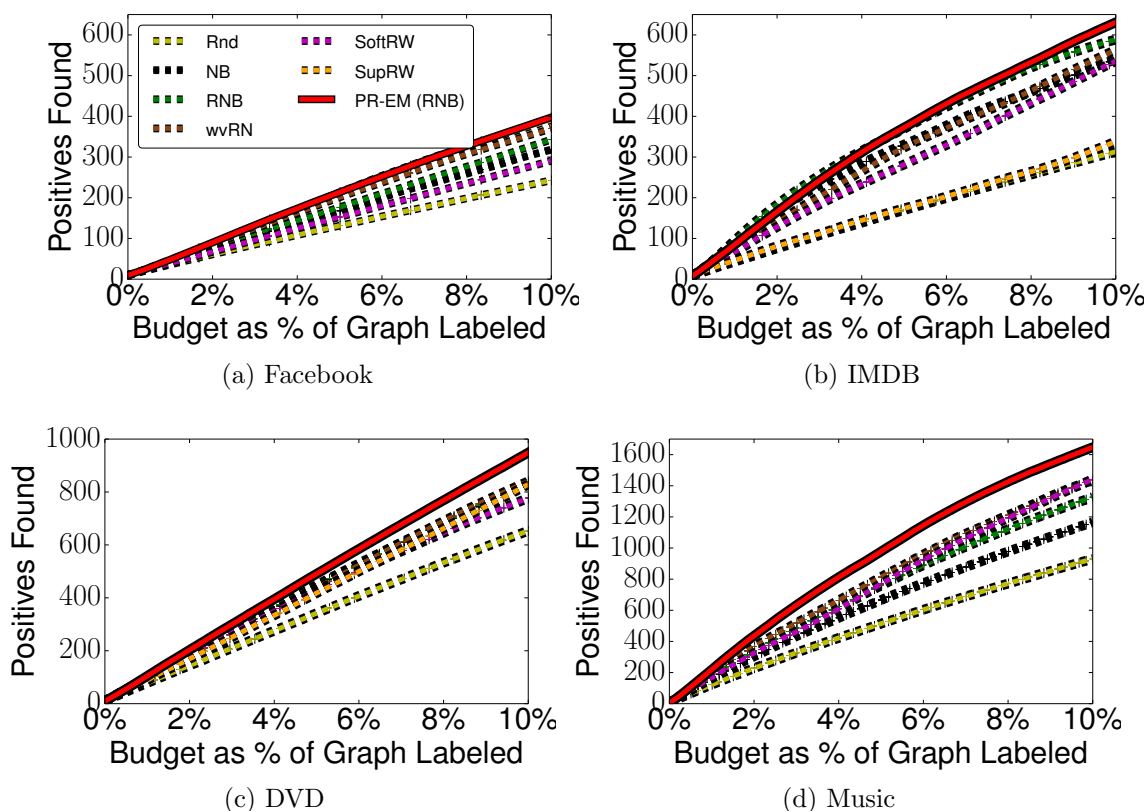 600
500
400
300
200
100
0
Positives Found
Rnd
NB
RNB
wvRN
SoftRW
SupRW
PR-EM (RNB)
0% 2% 4% 6% 8% 10%
Budget as % of Graph Labeled
(a) Facebook
600
500
400
300
200
100
0
Positives Found
0% 2% 4% 6% 8% 10%
Budget as % of Graph Labeled
(b) IMDB
1000
800
600
400
200
0
Positives Found
0% 2% 4% 6% 8% 10%
Budget as % of Graph Labeled
(c) DVD
1600
1400
1200
1000
800
600
400
200
0
Positives Found
0% 2% 4% 6% 8% 10%
Budget as % of Graph Labeled
(d) Music